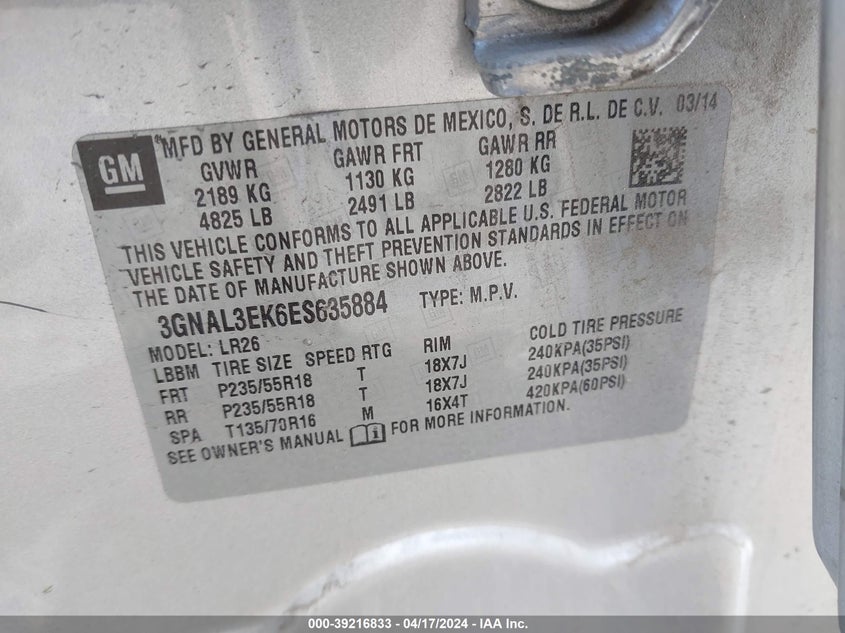 GM
MFD BY GENERAL MOTORS DE MEXICO, S. DE R.L. DE C.V. 03/14
GVWR GAWR FRT GAWR RR
2189 KG 1130 KG 1280 KG
4825 LB 2491 LB 2822 LB
THIS VEHICLE CONFORMS TO ALL APPLICABLE U.S. FEDERAL MOTOR
VEHICLE SAFETY AND THEFT PREVENTION STANDARDS IN EFFECT ON
THE DATE OF MANUFACTURE SHOWN ABOVE.
3GNAL3EK6ES635884 TYPE: M.P.V.
MODEL: LR26
LBBM TIRE SIZE SPEED RTG RIM COLD TIRE PRESSURE
FRT P235/55R18 T 18X7J 240KPA(35PSI)
RR P235/55R18 T 18X7J 240KPA(35PSI)
SPA T135/70R16 M 16X4T 420KPA(60PSI)
SEE OWNER'S MANUAL FOR MORE INFORMATION.
000-39216833 - 04/17/2024 - IAA Inc.